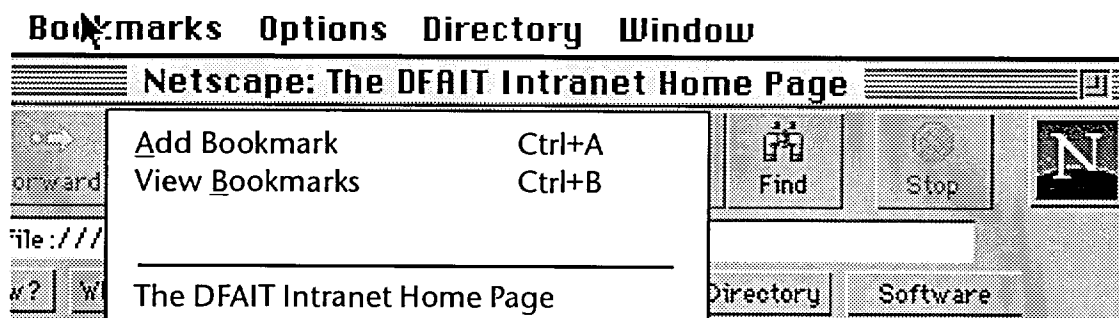 Bookmarks Options Directory Window
Netscape: The DFAIT Intranet Home Page
Add Bookmark Ctrl+A
View Bookmarks Ctrl+B
orward Find Stop N
file:///
w? Directory Software
The DFAIT Intranet Home Page